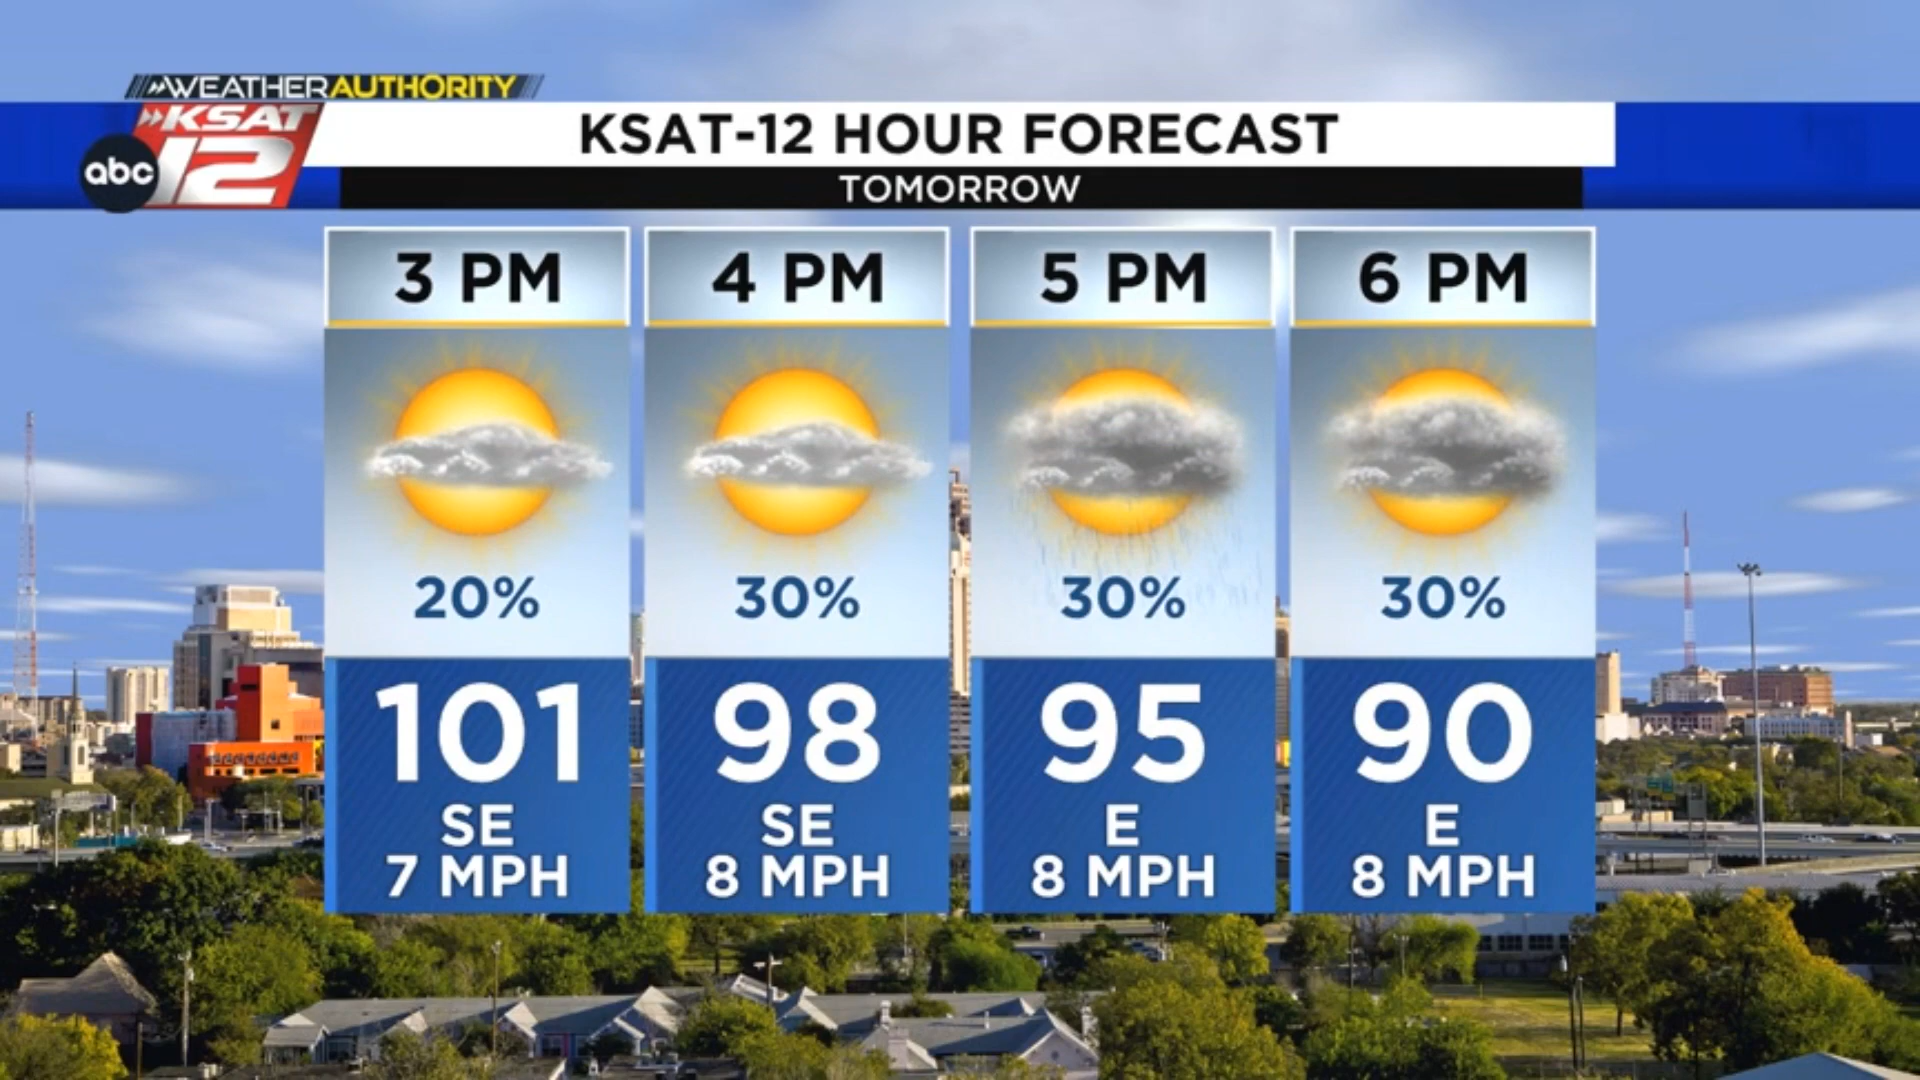 WEATHERAUTHORITY
KSAT
abc 12
KSAT-12 HOUR FORECAST
TOMORROW
3 PM
20%
101
SE
7 MPH
4 PM
30%
98
SE
8 MPH
5 PM
30%
95
E
8 MPH
6 PM
30%
90
E
8 MPH